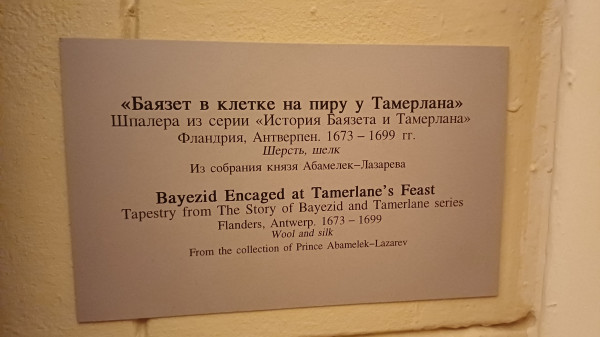 «Баязет в клетке на пиру у Тамерлана»
Шпалера из серии «История Баязета и Тамерлана»
Фландрия, Антверпен. 1673 – 1699 гг.
Шерсть, шелк
Из собрания князя Абамелек–Лазарева
Bayezid Encaged at Tamerlane's Feast
Tapestry from The Story of Bayezid and Tamerlane series
Flanders, Antwerp. 1673 – 1699
Wool and silk
From the collection of Prince Abamelek–Lazarev